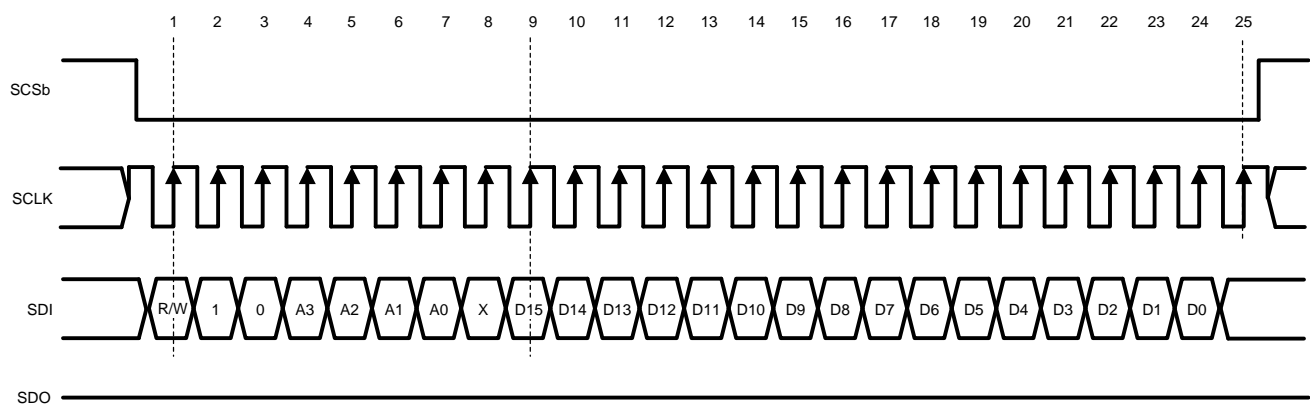 1 2 3 4 5 6 7 8 9 10 11 12 13 14 15 16 17 18 19 20 21 22 23 24 25
SCSb
SCLK
SDI R/W 1 0 A3 A2 A1 A0 X D15 D14 D13 D12 D11 D10 D9 D8 D7 D6 D5 D4 D3 D2 D1 D0
SDO